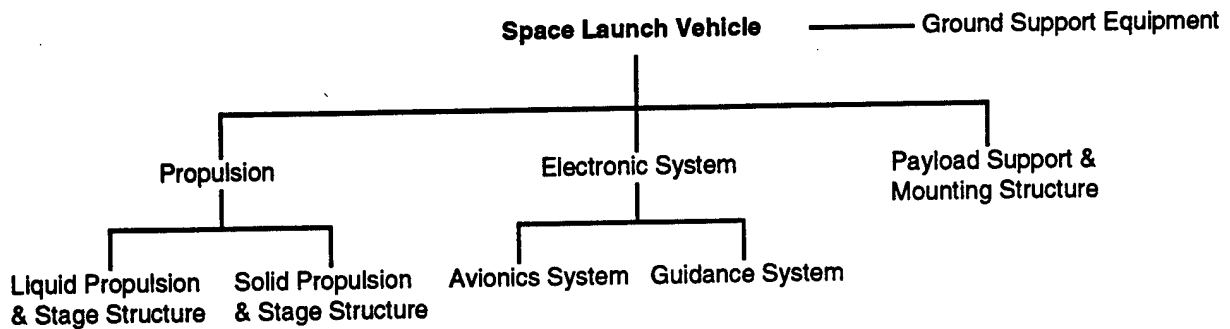 Space Launch Vehicle
Ground Support Equipment
Propulsion
Electronic System
Payload Support &
Mounting Structure
Liquid Propulsion
& Stage Structure
Solid Propulsion
& Stage Structure
Avionics System
Guidance System